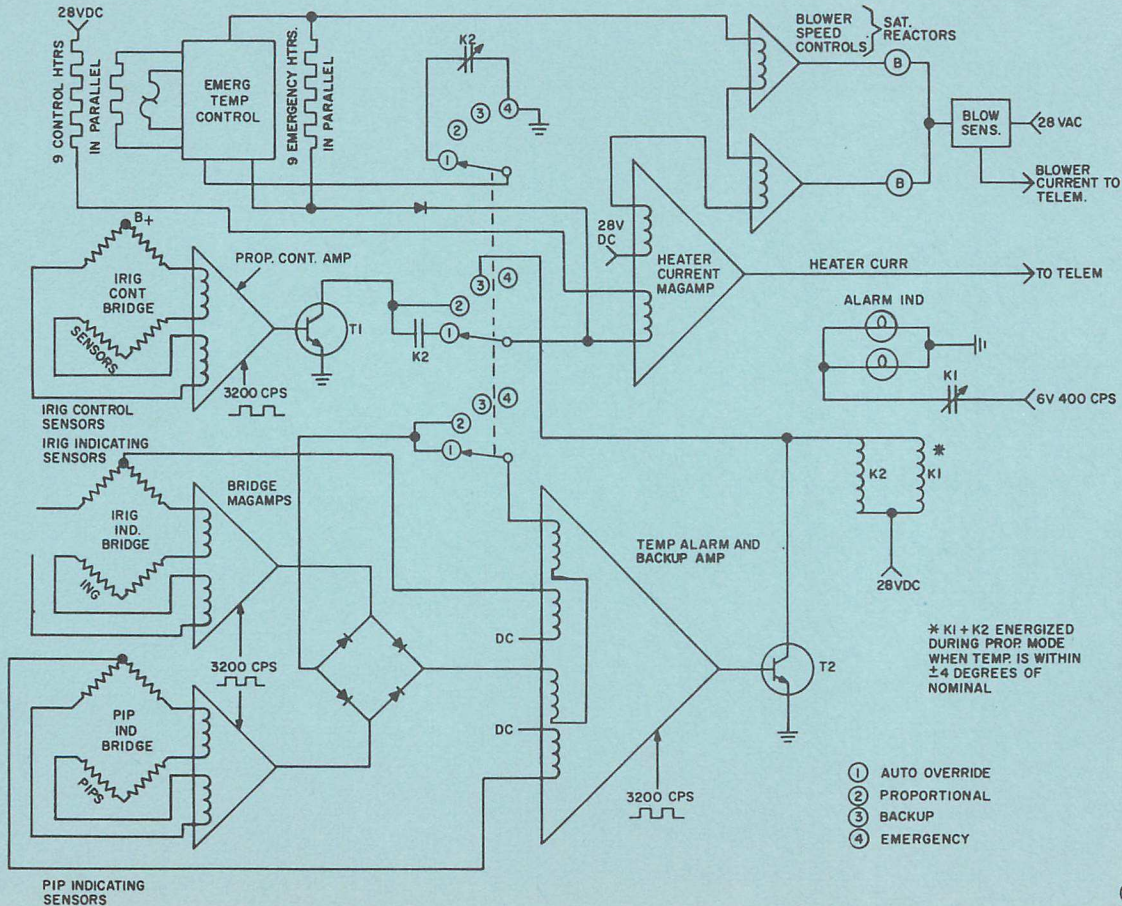 28VDC
9 CONTROL HTRS
IN PARALLEL
EMERG
TEMP
CONTROL
9 EMERGENCY HTRS.
IN PARALLEL
K2
1
2
3
4
BLOWER
SPEED
CONTROLS
SAT.
REACTORS
B
B
BLOW
SENS.
28 VAC
BLOWER
CURRENT TO
TELEM.
28V
DC
HEATER
CURRENT
MAGAMP
HEATER CURR
TO TELEM
B+
IRIG
CONT
BRIDGE
SENSORS
PROP. CONT. AMP
T1
3200 CPS
K2
1
2
3
4
IRIG CONTROL
SENSORS
ALARM IND
K1
6V 400 CPS
IRIG INDICATING
SENSORS
IRIG
IND.
BRIDGE
ING
BRIDGE
MAGAMPS
1
2
3
4
3200 CPS
PIP
IND
BRIDGE
PIPS
PIP INDICATING
SENSORS
TEMP ALARM AND
BACKUP AMP
DC
DC
3200 CPS
T2
K2
K1
*
28VDC
* K1 + K2 ENERGIZED
DURING PROP. MODE
WHEN TEMP. IS WITHIN
±4 DEGREES OF
NOMINAL
1 AUTO OVERRIDE
2 PROPORTIONAL
3 BACKUP
4 EMERGENCY